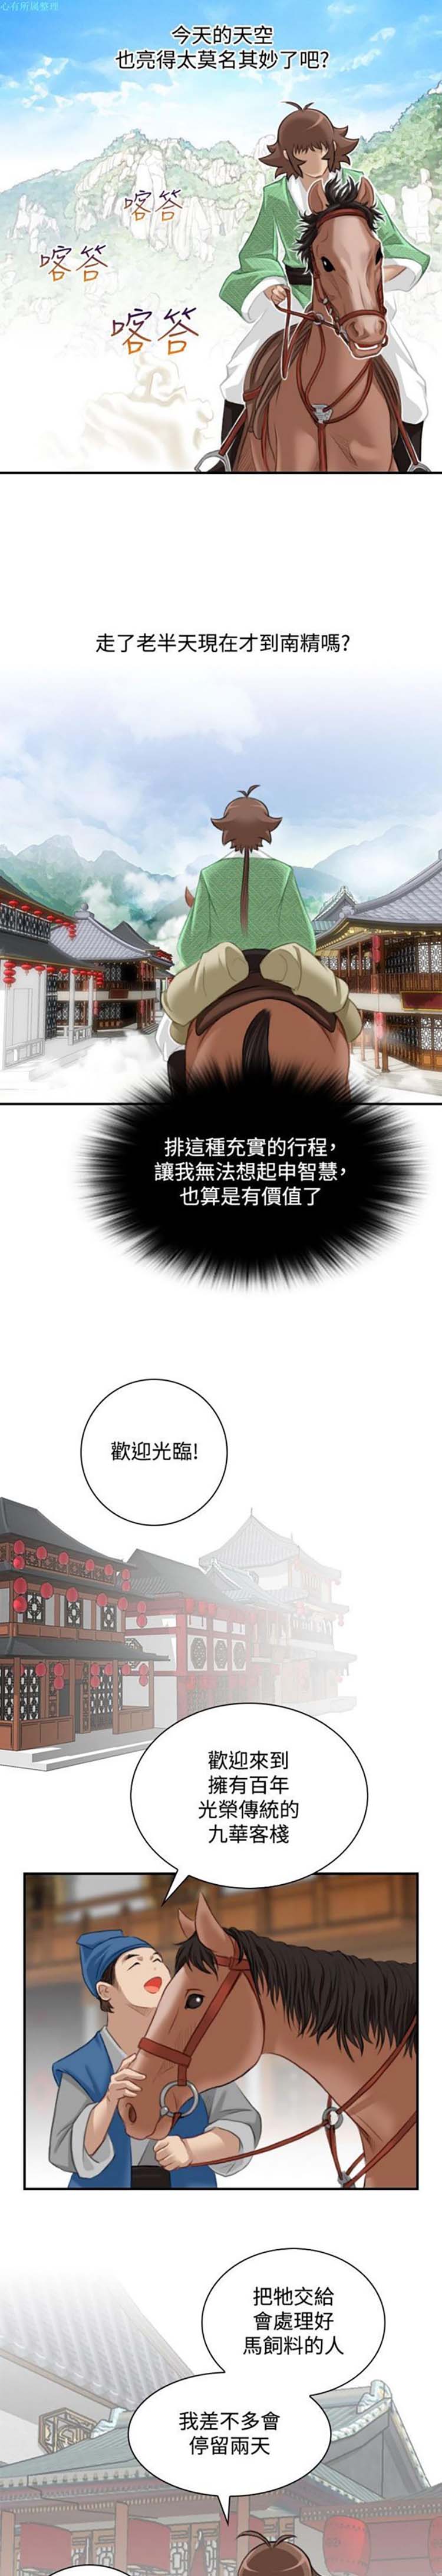 心有所属整理
今天的天空
也亮得太莫名其妙了吧?
喀答
喀答
喀答
走了老半天現在才到南精嗎?
排這種充實的行程,
讓我無法想起申智慧,
也算是有價值了
歡迎光臨!
歡迎來到
擁有百年
光榮傳統的
九華客棧
把牠交給
會處理好
馬飼料的人
我差不多會
停留兩天